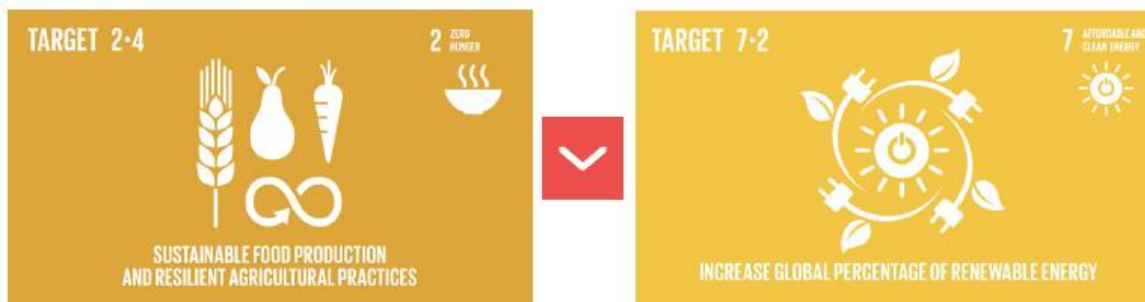 TARGET 2·4
2 ZERO
HUNGER
SUSTAINABLE FOOD PRODUCTION
AND RESILIENT AGRICULTURAL PRACTICES
TARGET 7·2
7 AFFORDABLE AND
CLEAN ENERGY
INCREASE GLOBAL PERCENTAGE OF RENEWABLE ENERGY